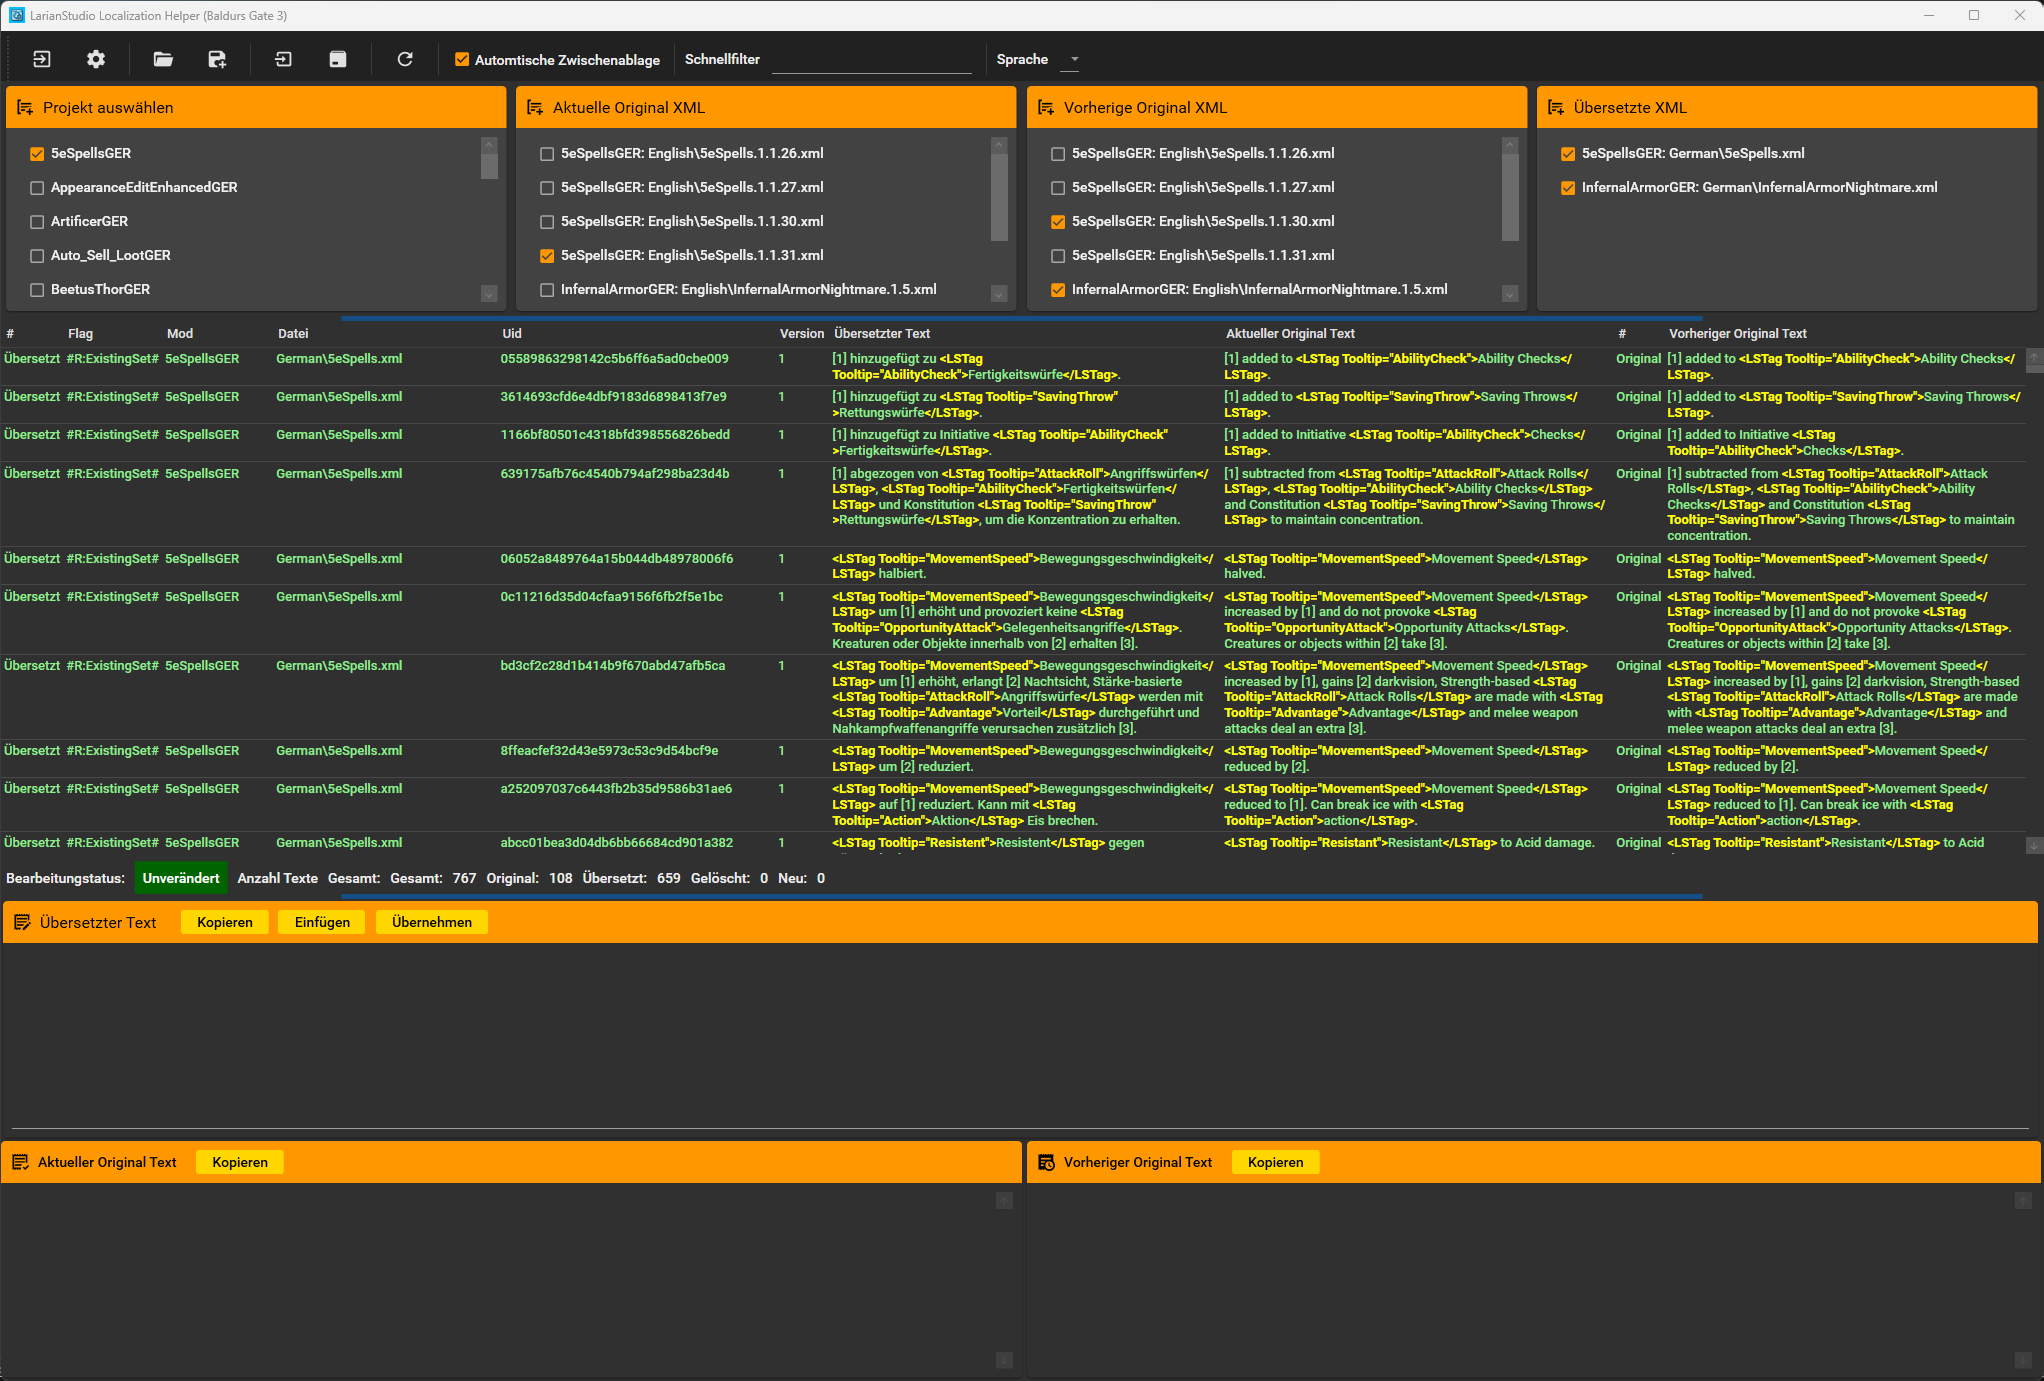 LarianStudio Localization Helper (Baldurs Gate 3)
Automtische Zwischenablage Schnellfilter Sprache
Projekt auswählen
5eSpellsGER
AppearanceEditEnhancedGER
ArtificerGER
Auto_Sell_LootGER
BeetusThorGER
Aktuelle Original XML
5eSpellsGER: English\5eSpells.1.1.26.xml
5eSpellsGER: English\5eSpells.1.1.27.xml
5eSpellsGER: English\5eSpells.1.1.30.xml
5eSpellsGER: English\5eSpells.1.1.31.xml
InfernalArmorGER: English\InfernalArmorNightmare.1.5.xml
Vorherige Original XML
5eSpellsGER: English\5eSpells.1.1.26.xml
5eSpellsGER: English\5eSpells.1.1.27.xml
5eSpellsGER: English\5eSpells.1.1.30.xml
5eSpellsGER: English\5eSpells.1.1.31.xml
InfernalArmorGER: English\InfernalArmorNightmare.1.5.xml
Übersetzte XML
5eSpellsGER: German\5eSpells.xml
InfernalArmorGER: German\InfernalArmorNightmare.xml
# Flag Mod Datei Uid Version Übersetzter Text Aktueller Original Text # Vorheriger Original Text
Übersetzt #R:ExistingSet# 5eSpellsGER German\5eSpells.xml 05589863298142c5b6ff6a5ad0cbe009 1
[1] hinzugefügt zu <LSTag
Tooltip="AbilityCheck">Fertigkeitswürfe</LSTag>.
[1] added to <LSTag Tooltip="AbilityCheck">Ability Checks</
LSTag>.
Original
[1] added to <LSTag Tooltip="AbilityCheck">Ability Checks</
LSTag>.
Übersetzt #R:ExistingSet# 5eSpellsGER German\5eSpells.xml 3614693cfd6e4dbf9183d6898413f7e9 1
[1] hinzugefügt zu <LSTag Tooltip="SavingThrow"
>Rettungswürfe</LSTag>.
[1] added to <LSTag Tooltip="SavingThrow">Saving Throws</
LSTag>.
Original
[1] added to <LSTag Tooltip="SavingThrow">Saving Throws</
LSTag>.
Übersetzt #R:ExistingSet# 5eSpellsGER German\5eSpells.xml 1166bf80501c4318bfd398556826bedd 1
[1] hinzugefügt zu Initiative <LSTag Tooltip="AbilityCheck"
>Fertigkeitswürfe</LSTag>.
[1] added to Initiative <LSTag Tooltip="AbilityCheck">Checks</
LSTag>.
Original
[1] added to Initiative <LSTag
Tooltip="AbilityCheck">Checks</LSTag>.
Übersetzt #R:ExistingSet# 5eSpellsGER German\5eSpells.xml 639175afb76c4540b794af298ba23d4b 1
[1] abgezogen von <LSTag Tooltip="AttackRoll">Angriffswürfen</
LSTag>, <LSTag Tooltip="AbilityCheck">Fertigkeitswürfen</
LSTag> und Konstitution <LSTag Tooltip="SavingThrow"
>Rettungswürfe</LSTag>, um die Konzentration zu erhalten.
[1] subtracted from <LSTag Tooltip="AttackRoll">Attack Rolls</
LSTag>, <LSTag Tooltip="AbilityCheck">Ability Checks</LSTag>
and Constitution <LSTag Tooltip="SavingThrow">Saving Throws</
LSTag> to maintain concentration.
Original
[1] subtracted from <LSTag Tooltip="AttackRoll">Attack
Rolls</LSTag>, <LSTag Tooltip="AbilityCheck">Ability
Checks</LSTag> and Constitution <LSTag
Tooltip="SavingThrow">Saving Throws</LSTag> to maintain
concentration.
Übersetzt #R:ExistingSet# 5eSpellsGER German\5eSpells.xml 06052a8489764a15b044db48978006f6 1
<LSTag Tooltip="MovementSpeed">Bewegungsgeschwindigkeit</
LSTag> halbiert.
<LSTag Tooltip="MovementSpeed">Movement Speed</LSTag>
halved.
Original
<LSTag Tooltip="MovementSpeed">Movement Speed</
LSTag> halved.
Übersetzt #R:ExistingSet# 5eSpellsGER German\5eSpells.xml 0c11216d35d04cfaa9156f6fb2f5e1bc 1
<LSTag Tooltip="MovementSpeed">Bewegungsgeschwindigkeit</
LSTag> um [1] erhöht und provoziert keine <LSTag
Tooltip="OpportunityAttack">Gelegenheitsangriffe</LSTag>.
Kreaturen oder Objekte innerhalb von [2] erhalten [3].
<LSTag Tooltip="MovementSpeed">Movement Speed</LSTag>
increased by [1] and do not provoke <LSTag
Tooltip="OpportunityAttack">Opportunity Attacks</LSTag>.
Creatures or objects within [2] take [3].
Original
<LSTag Tooltip="MovementSpeed">Movement Speed</
LSTag> increased by [1] and do not provoke <LSTag
Tooltip="OpportunityAttack">Opportunity Attacks</LSTag>.
Creatures or objects within [2] take [3].
Übersetzt #R:ExistingSet# 5eSpellsGER German\5eSpells.xml bd3cf2c28d1b414b9f670abd47afb5ca 1
<LSTag Tooltip="MovementSpeed">Bewegungsgeschwindigkeit</
LSTag> um [1] erhöht, erlangt [2] Nachtsicht, Stärke-basierte
<LSTag Tooltip="AttackRoll">Angriffswürfe</LSTag> werden mit
<LSTag Tooltip="Advantage">Vorteil</LSTag> durchgeführt und
Nahkampfwaffenangriffe verursachen zusätzlich [3].
<LSTag Tooltip="MovementSpeed">Movement Speed</LSTag>
increased by [1], gains [2] darkvision, Strength-based <LSTag
Tooltip="AttackRoll">Attack Rolls</LSTag> are made with <LSTag
Tooltip="Advantage">Advantage</LSTag> and melee weapon
attacks deal an extra [3].
Original
<LSTag Tooltip="MovementSpeed">Movement Speed</
LSTag> increased by [1], gains [2] darkvision, Strength-based
<LSTag Tooltip="AttackRoll">Attack Rolls</LSTag> are made
with <LSTag Tooltip="Advantage">Advantage</LSTag> and
melee weapon attacks deal an extra [3].
Übersetzt #R:ExistingSet# 5eSpellsGER German\5eSpells.xml 8ffeacfef32d43e5973c53c9d54bcf9e 1
<LSTag Tooltip="MovementSpeed">Bewegungsgeschwindigkeit</
LSTag> um [2] reduziert.
<LSTag Tooltip="MovementSpeed">Movement Speed</LSTag>
reduced by [2].
Original
<LSTag Tooltip="MovementSpeed">Movement Speed</
LSTag> reduced by [2].
Übersetzt #R:ExistingSet# 5eSpellsGER German\5eSpells.xml a252097037c6443fb2b35d9586b31ae6 1
<LSTag Tooltip="MovementSpeed">Bewegungsgeschwindigkeit</
LSTag> auf [1] reduziert. Kann mit <LSTag
Tooltip="Action">Aktion</LSTag> Eis brechen.
<LSTag Tooltip="MovementSpeed">Movement Speed</LSTag>
reduced to [1]. Can break ice with <LSTag
Tooltip="Action">action</LSTag>.
Original
<LSTag Tooltip="MovementSpeed">Movement Speed</
LSTag> reduced to [1]. Can break ice with <LSTag
Tooltip="Action">action</LSTag>.
Übersetzt #R:ExistingSet# 5eSpellsGER German\5eSpells.xml abcc01bea3d04db6bb66684cd901a382 1
<LSTag Tooltip="Resistent">Resistent</LSTag> gegen
<LSTag Tooltip="Resistant">Resistant</LSTag> to Acid damage.
Original
<LSTag Tooltip="Resistant">Resistant</LSTag> to Acid
Bearbeitungstatus: Unverändert Anzahl Texte Gesamt: Gesamt: 767 Original: 108 Übersetzt: 659 Gelöscht: 0 Neu: 0
Übersetzter Text Kopieren Einfügen Übernehmen
Aktueller Original Text Kopieren
Vorheriger Original Text Kopieren